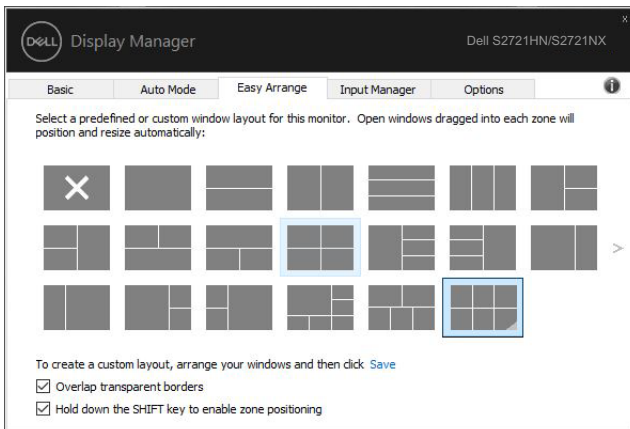 x
DELL Display Manager
Dell S2721HN/S2721NX
Basic Auto Mode Easy Arrange Input Manager Options
Select a predefined or custom window layout for this monitor. Open windows dragged into each zone will
position and resize automatically:
To create a custom layout, arrange your windows and then click Save
Overlap transparent borders
Hold down the SHIFT key to enable zone positioning